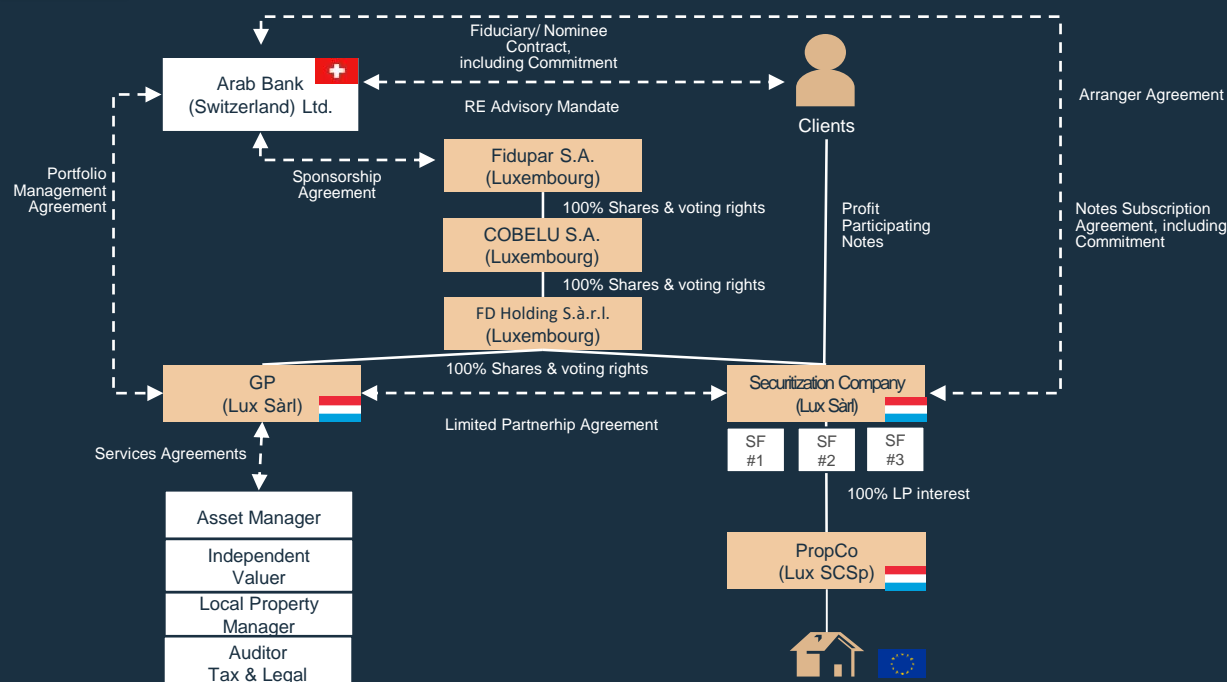 Fiduciary/ Nominee
Contract,
including Commitment
Arab Bank
(Switzerland) Ltd.
RE Advisory Mandate
Clients
Arranger Agreement
Portfolio
Management
Agreement
Sponsorship
Agreement
Fidupar S.A.
(Luxembourg)
100% Shares & voting rights
COBELU S.A.
(Luxembourg)
Profit
Participating
Notes
Notes Subscription
Agreement, including
Commitment
100% Shares & voting rights
FD Holding S.à.r.l.
(Luxembourg)
100% Shares & voting rights
GP
(Lux Sàrl)
Securitization Company
(Lux Sàrl)
Limited Partnerhip Agreement
SF
#1
SF
#2
SF
#3
Services Agreements
100% LP interest
Asset Manager
Independent
Valuer
Local Property
Manager
Auditor
Tax & Legal
PropCo
(Lux SCSp)